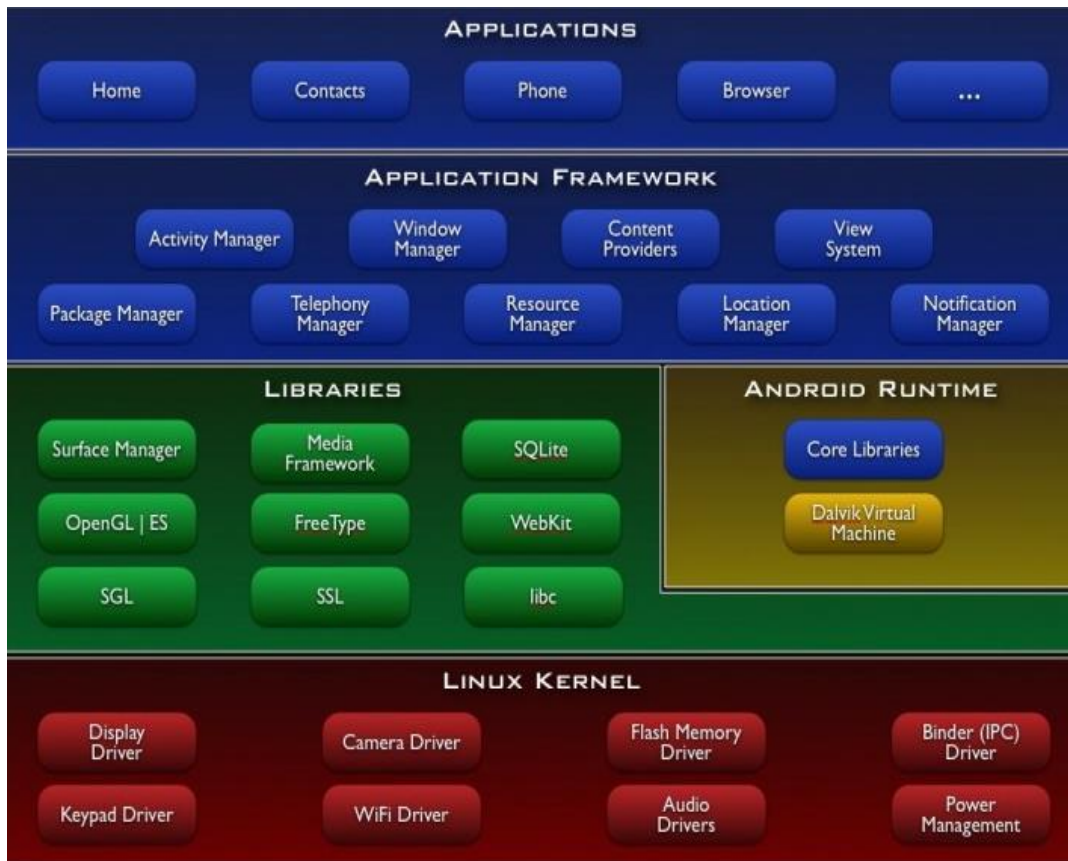 APPLICATIONS
Home
Contacts
Phone
Browser
...
APPLICATION FRAMEWORK
Activity Manager
Window
Manager
Content
Providers
View
System
Package Manager
Telephony
Manager
Resource
Manager
Location
Manager
Notification
Manager
LIBRARIES
Surface Manager
Media
Framework
SQLite
OpenGL | ES
FreeType
WebKit
SGL
SSL
libc
ANDROID RUNTIME
Core Libraries
Dalvik Virtual
Machine
LINUX KERNEL
Display
Driver
Camera Driver
Flash Memory
Driver
Binder (IPC)
Driver
Keypad Driver
WiFi Driver
Audio
Drivers
Power
Management